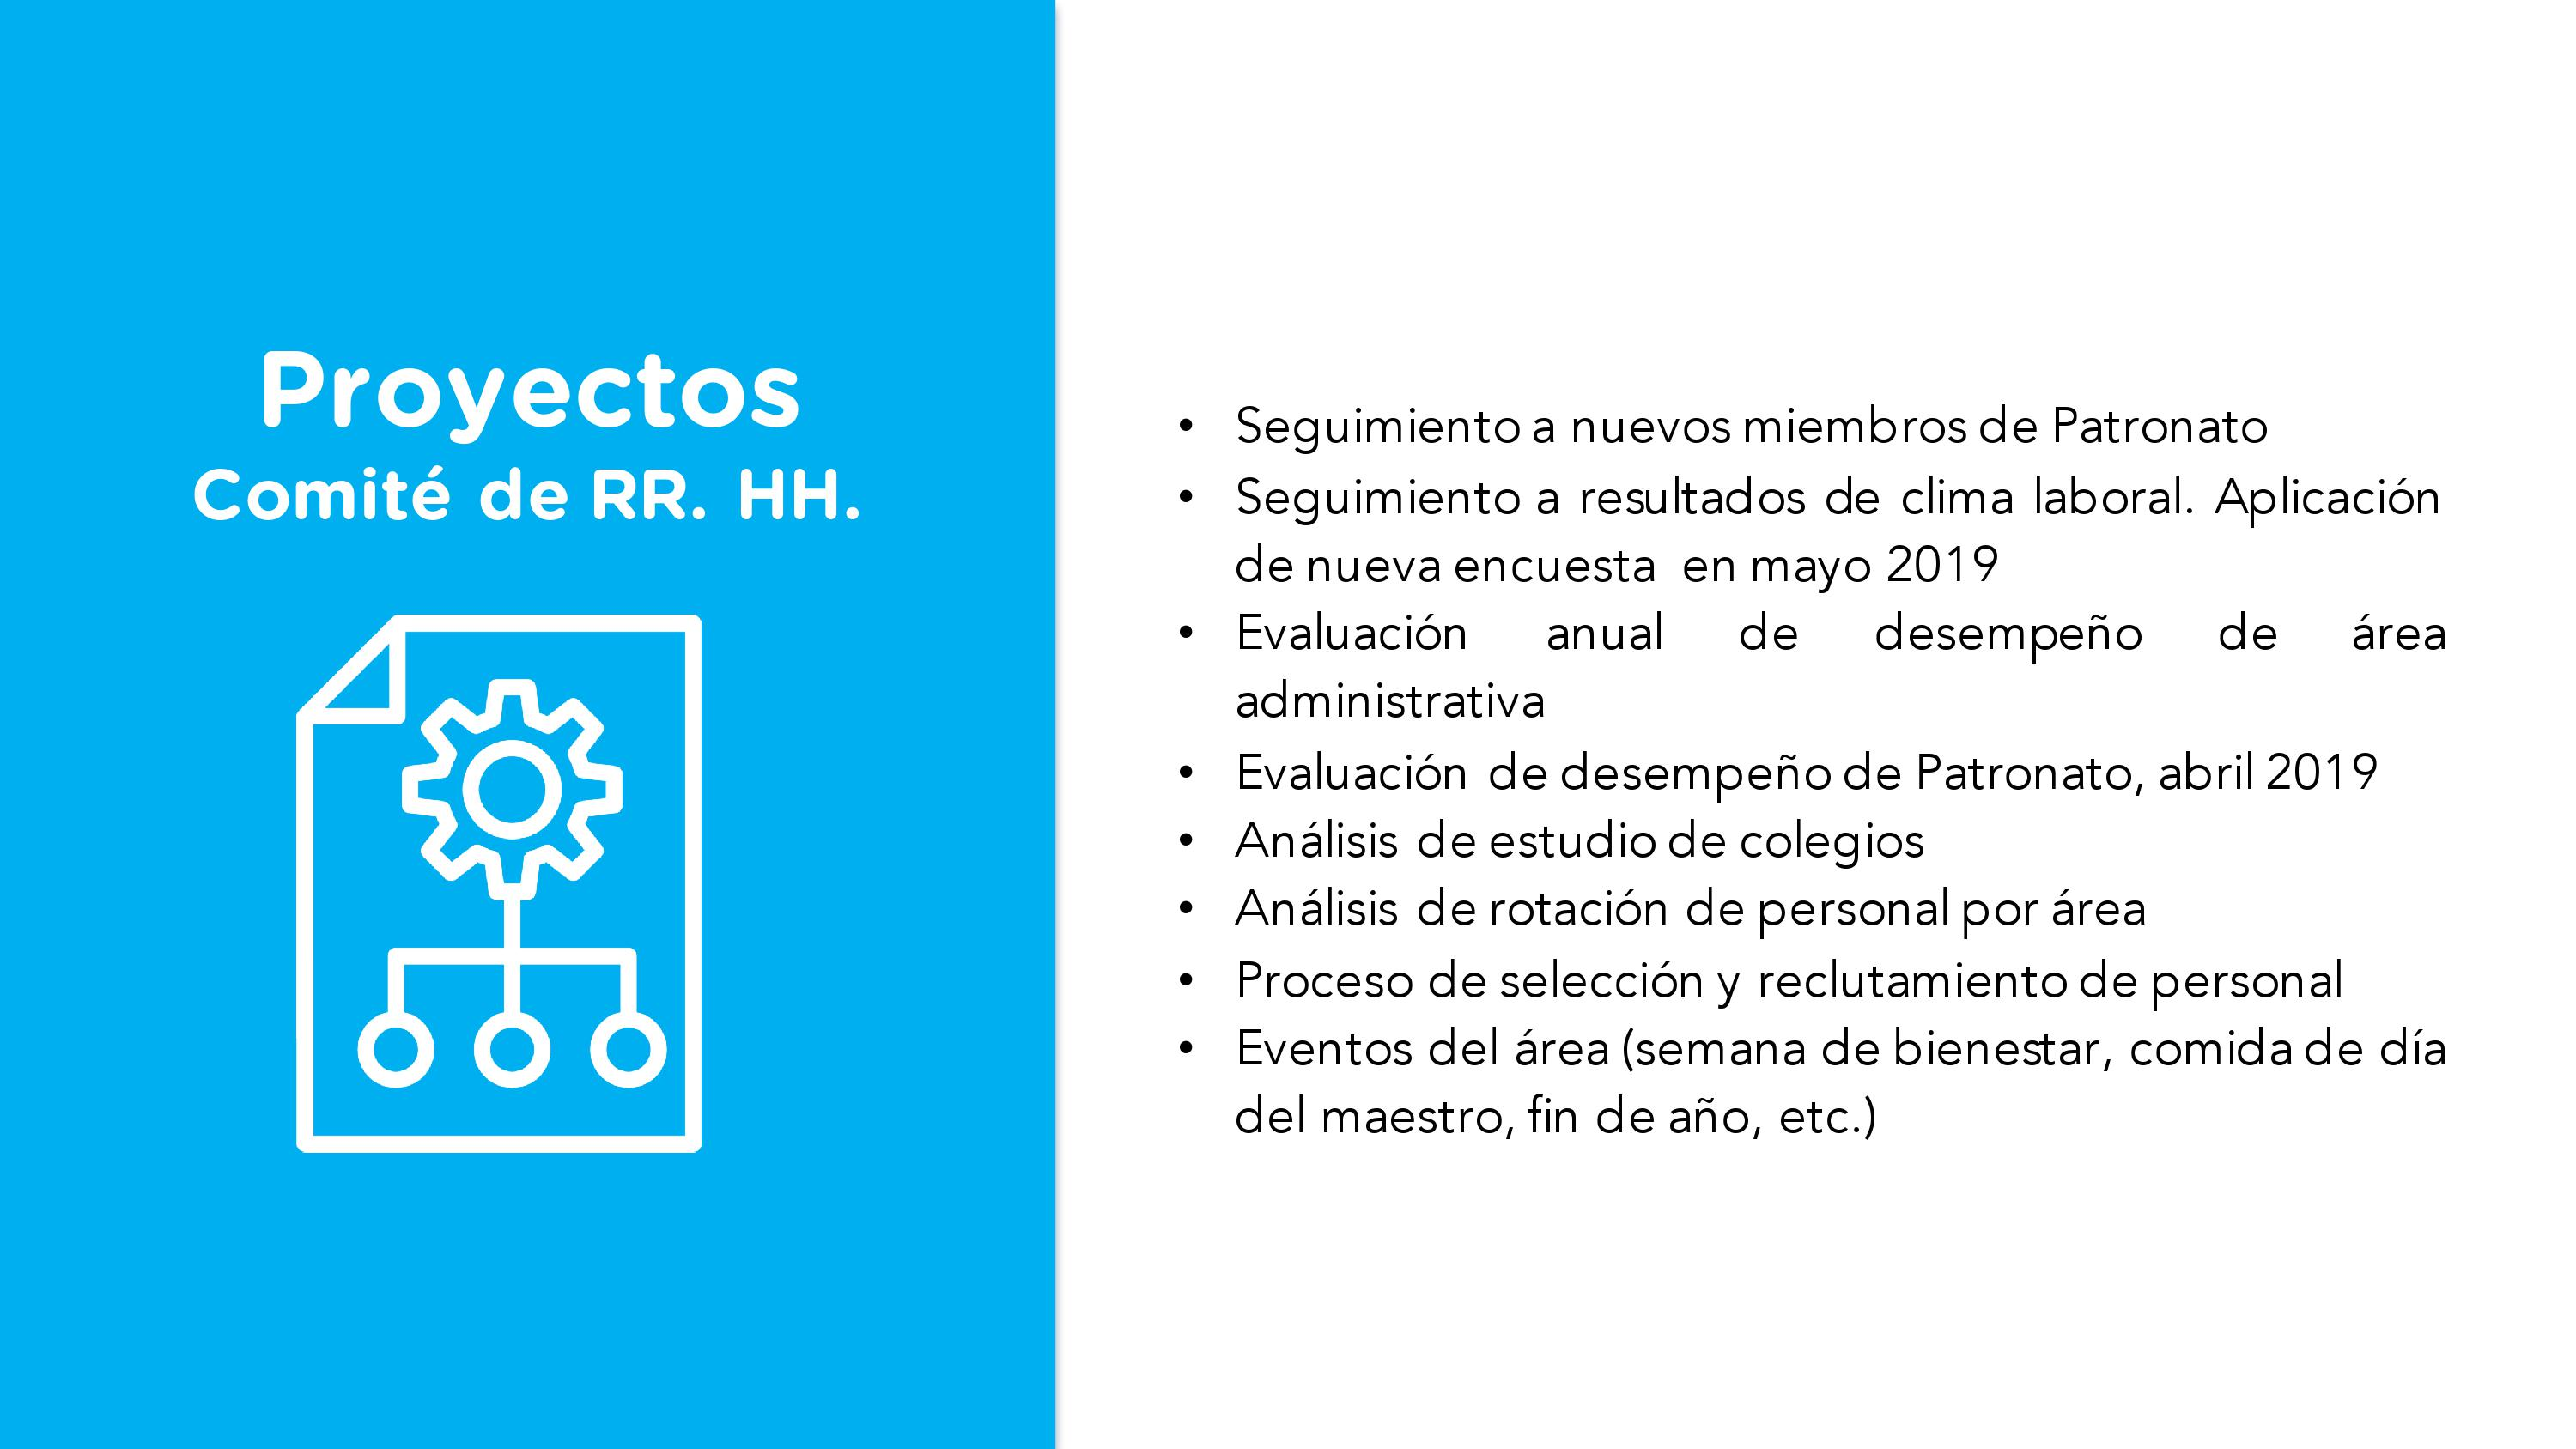 Proyectos
Comité de RR. HH.
• Seguimiento a nuevos miembros de Patronato
• Seguimiento a resultados de clima laboral. Aplicación
de nueva encuesta en mayo 2019
• Evaluación anual de desempeño de área
administrativa
• Evaluación de desempeño de Patronato, abril 2019
• Análisis de estudio de colegios
• Análisis de rotación de personal por área
• Proceso de selección y reclutamiento de personal
• Eventos del área (semana de bienestar, comida de día
del maestro, fin de año, etc.)